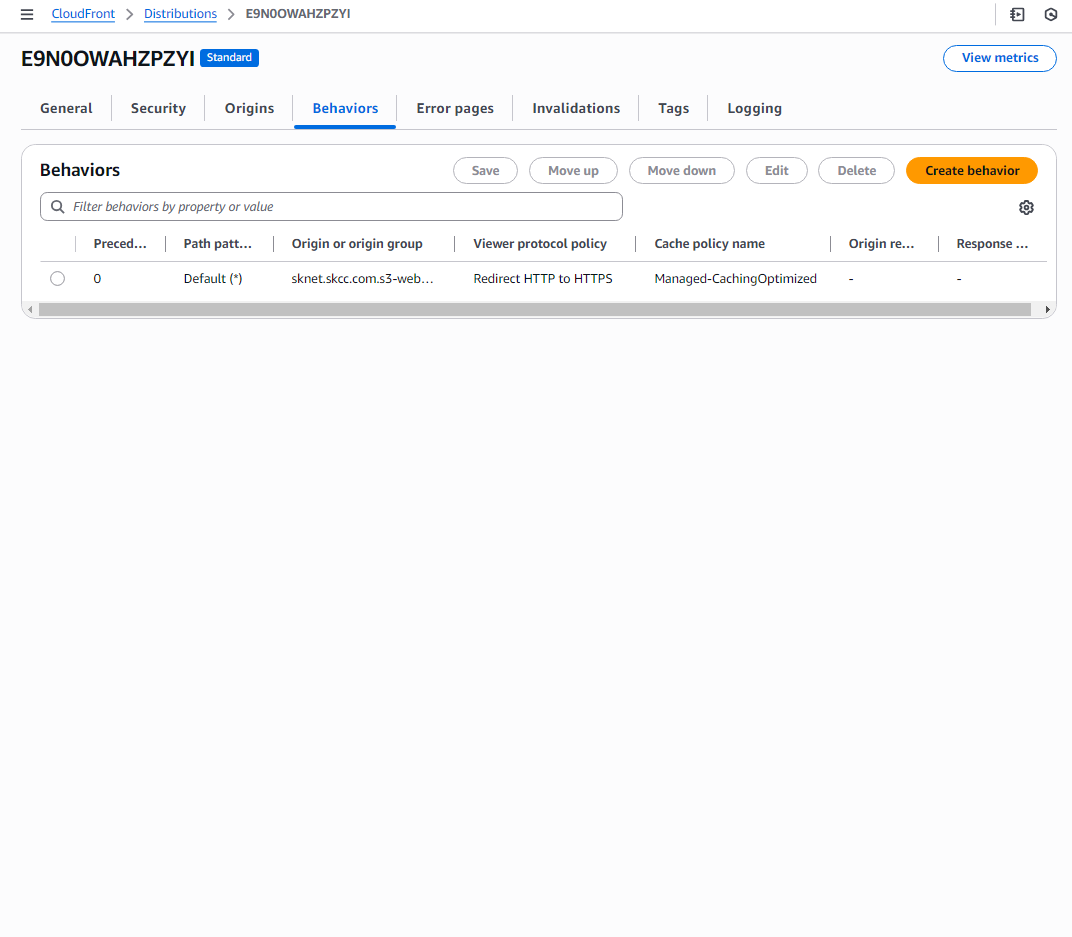 CloudFront > Distributions > E9N0OWAHZPZYI
E9N0OWAHZPZYI Standard View metrics
General Security Origins Behaviors Error pages Invalidations Tags Logging
Behaviors Save Move up Move down Edit Delete Create behavior
Filter behaviors by property or value
Preced... Path patt... Origin or origin group Viewer protocol policy Cache policy name Origin re... Response ...
0 Default (*) sknet.skcc.com.s3-web... Redirect HTTP to HTTPS Managed-CachingOptimized - -